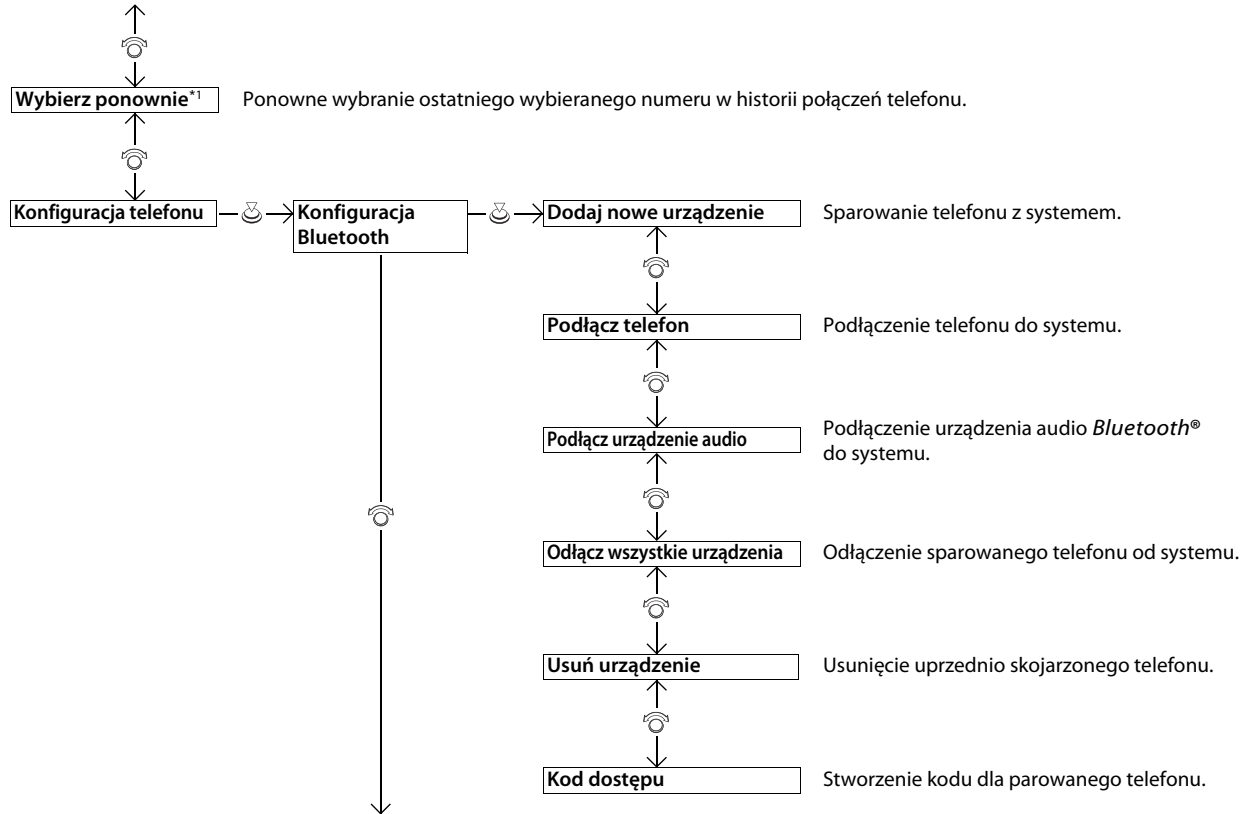 Wybierz ponownie*1 Ponowne wybranie ostatniego wybieranego numeru w historii połączeń telefonu.
Konfiguracja telefonu
Konfiguracja
Bluetooth
Dodaj nowe urządzenie Sparowanie telefonu z systemem.
Podłącz telefon Podłączenie telefonu do systemu.
Podłącz urządzenie audio
Podłączenie urządzenia audio Bluetooth®
do systemu.
Odłącz wszystkie urządzenia Odłączenie sparowanego telefonu od systemu.
Usuń urządzenie Usunięcie uprzednio skojarzonego telefonu.
Kod dostępu Stworzenie kodu dla parowanego telefonu.